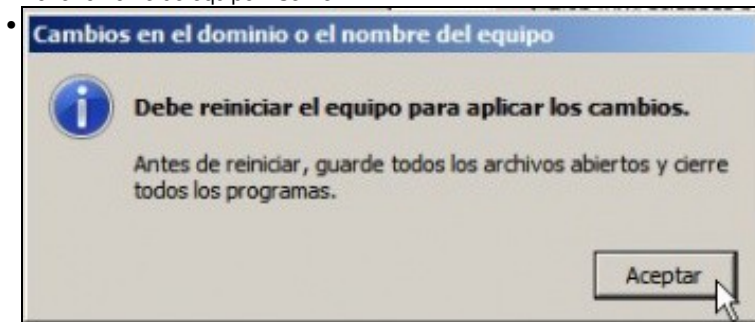 Cambios en el dominio o el nombre del equipo
Debe reiniciar el equipo para aplicar los cambios.
Antes de reiniciar, guarde todos los archivos abiertos y cierre
todos los programas.
Aceptar